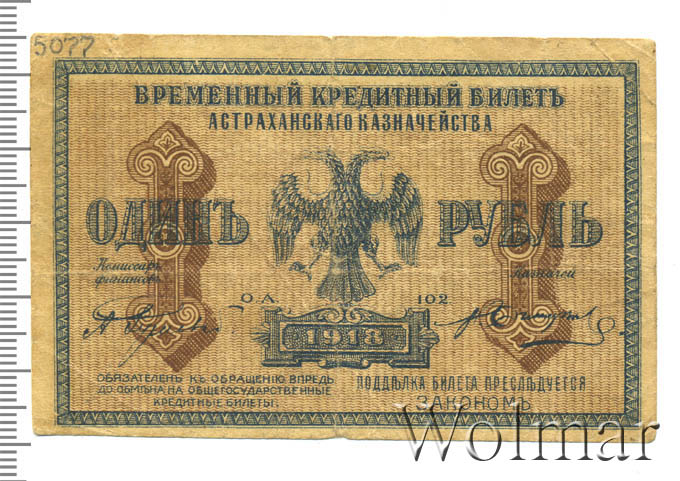 5077
ВРЕМЕННЫЙ КРЕДИТНЫЙ БИЛЕТЪ
АСТРАХАНСКАГО КАЗНАЧЕЙСТВА
ОДИНЪ РУБЛЬ
Комиссаръ финансовъ
Казначей
О.А. 102
1918
ОБЯЗАТЕЛЕНЪ КЪ ОБРАЩЕНІЮ ВПРЕДЬ
ДО ОБМѢНА НА ОБЩЕГОСУДАРСТВЕННЫЕ
КРЕДИТНЫЕ БИЛЕТЫ.
ПОДДѢЛКА БИЛЕТА ПРЕСЛѢДУЕТСЯ
ЗАКОНОМЪ
Wolmar